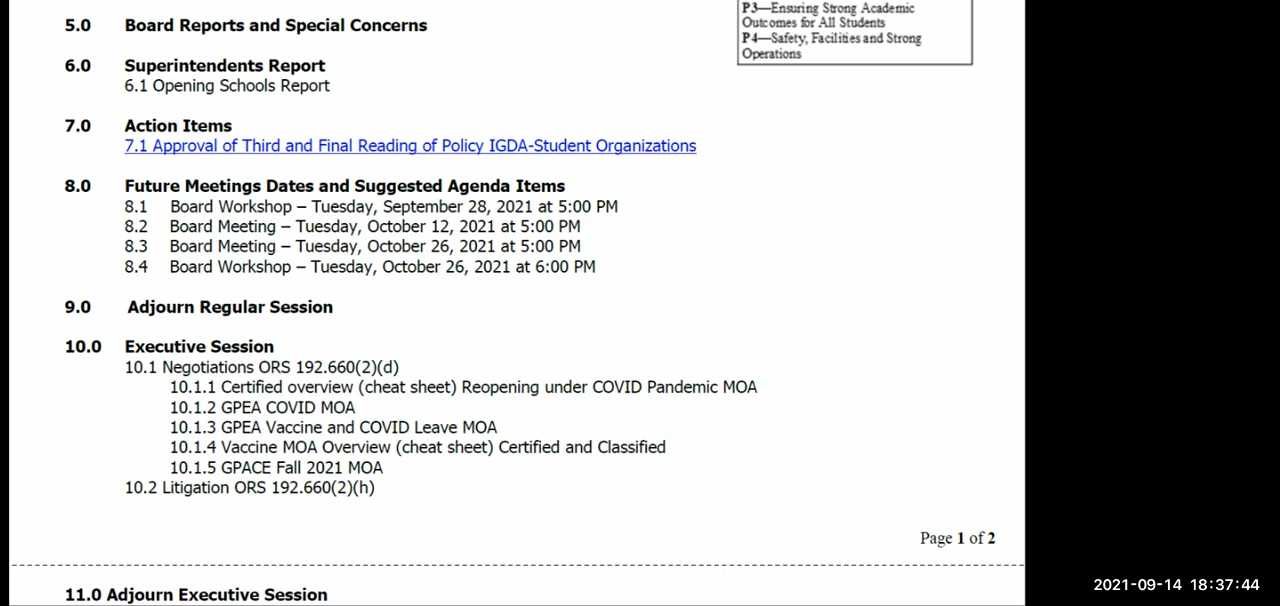 P3—Ensuring Strong Academic
Outcomes for All Students
P4—Safety, Facilities and Strong
Operations
5.0 Board Reports and Special Concerns
6.0 Superintendents Report
6.1 Opening Schools Report
7.0 Action Items
7.1 Approval of Third and Final Reading of Policy IGDA-Student Organizations
8.0 Future Meetings Dates and Suggested Agenda Items
8.1 Board Workshop – Tuesday, September 28, 2021 at 5:00 PM
8.2 Board Meeting – Tuesday, October 12, 2021 at 5:00 PM
8.3 Board Meeting – Tuesday, October 26, 2021 at 5:00 PM
8.4 Board Workshop – Tuesday, October 26, 2021 at 6:00 PM
9.0 Adjourn Regular Session
10.0 Executive Session
10.1 Negotiations ORS 192.660(2)(d)
10.1.1 Certified overview (cheat sheet) Reopening under COVID Pandemic MOA
10.1.2 GPEA COVID MOA
10.1.3 GPEA Vaccine and COVID Leave MOA
10.1.4 Vaccine MOA Overview (cheat sheet) Certified and Classified
10.1.5 GPACE Fall 2021 MOA
10.2 Litigation ORS 192.660(2)(h)
Page 1 of 2
11.0 Adjourn Executive Session
2021-09-14 18:37:44